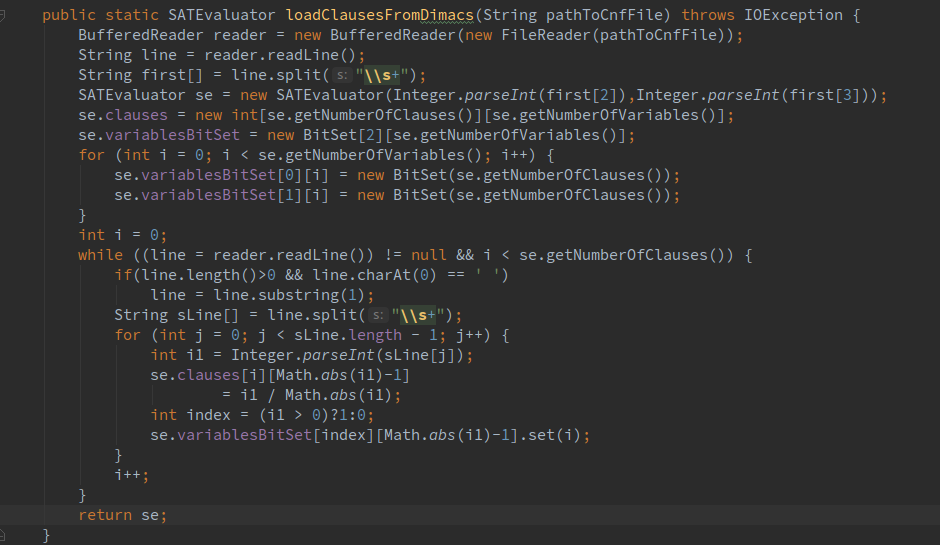 public static SATEvaluator loadClausesFromDimacs(String pathToCnfFile) throws IOException {
    BufferedReader reader = new BufferedReader(new FileReader(pathToCnfFile));
    String line = reader.readLine();
    String first[] = line.split( s: "\\s+");
    SATEvaluator se = new SATEvaluator(Integer.parseInt(first[2]),Integer.parseInt(first[3]));
    se.clauses = new int[se.getNumberOfClauses()][se.getNumberOfVariables()];
    se.variablesBitSet = new BitSet[2][se.getNumberOfVariables()];
    for (int i = 0; i < se.getNumberOfVariables(); i++) {
        se.variablesBitSet[0][i] = new BitSet(se.getNumberOfClauses());
        se.variablesBitSet[1][i] = new BitSet(se.getNumberOfClauses());
    }
    int i = 0;
    while ((line = reader.readLine()) != null && i < se.getNumberOfClauses()) {
        if(line.length()>0 && line.charAt(0) == ' ')
            line = line.substring(1);
        String sLine[] = line.split( s: "\\s+");
        for (int j = 0; j < sLine.length - 1; j++) {
            int i1 = Integer.parseInt(sLine[j]);
            se.clauses[i][Math.abs(i1)-1]
                    = i1 / Math.abs(i1);
            int index = (i1 > 0)?1:0;
            se.variablesBitSet[index][Math.abs(i1)-1].set(i);
        }
        i++;
    }
    return se;
}